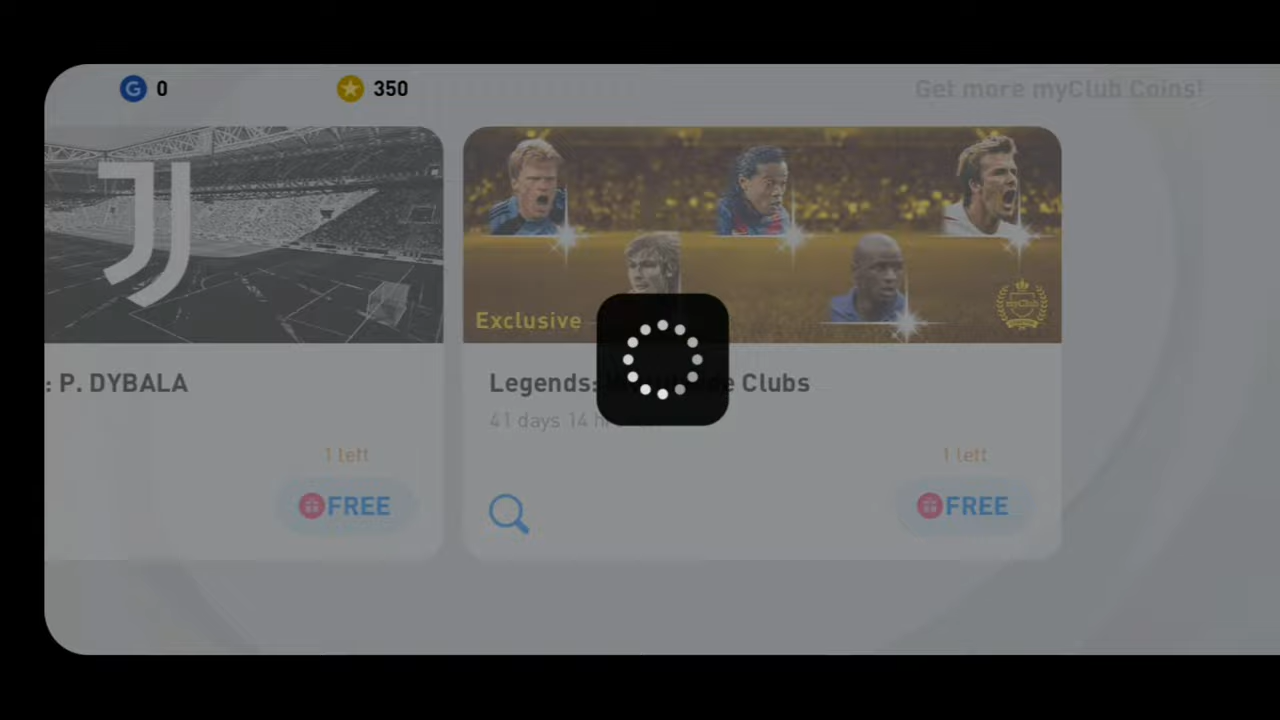 0
350
Get more myClub Coins!
Exclusive
myClub
: P. DYBALA
Legends: Clubs
41 days 14
1 left
1 left
FREE
FREE